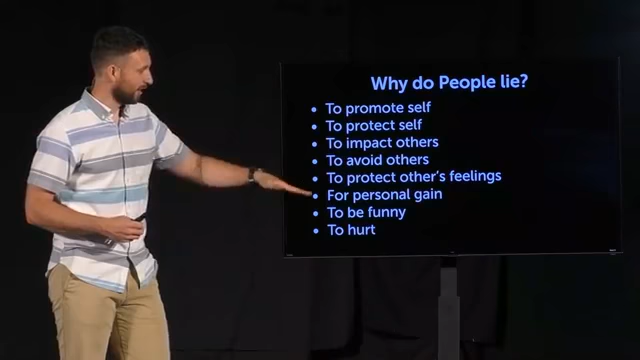 Why do People lie?
• To promote self
• To protect self
• To impact others
• To avoid others
• To protect other's feelings
• For personal gain
• To be funny
• To hurt